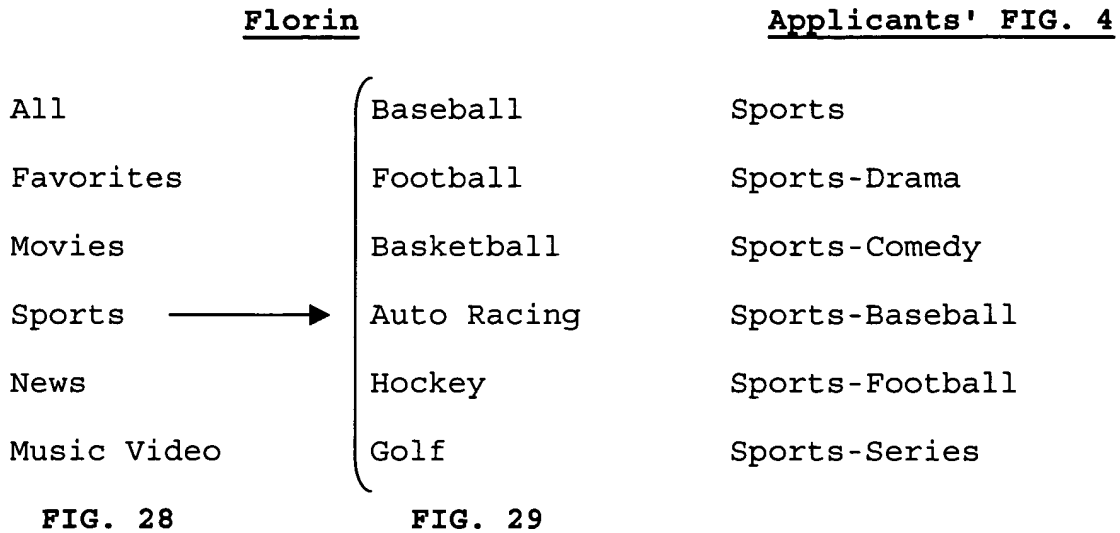 Florin Applicants' FIG. 4
All Baseball Sports
Favorites Football Sports-Drama
Movies Basketball Sports-Comedy
Sports Auto Racing Sports-Baseball
News Hockey Sports-Football
Music Video Golf Sports-Series
FIG. 28 FIG. 29